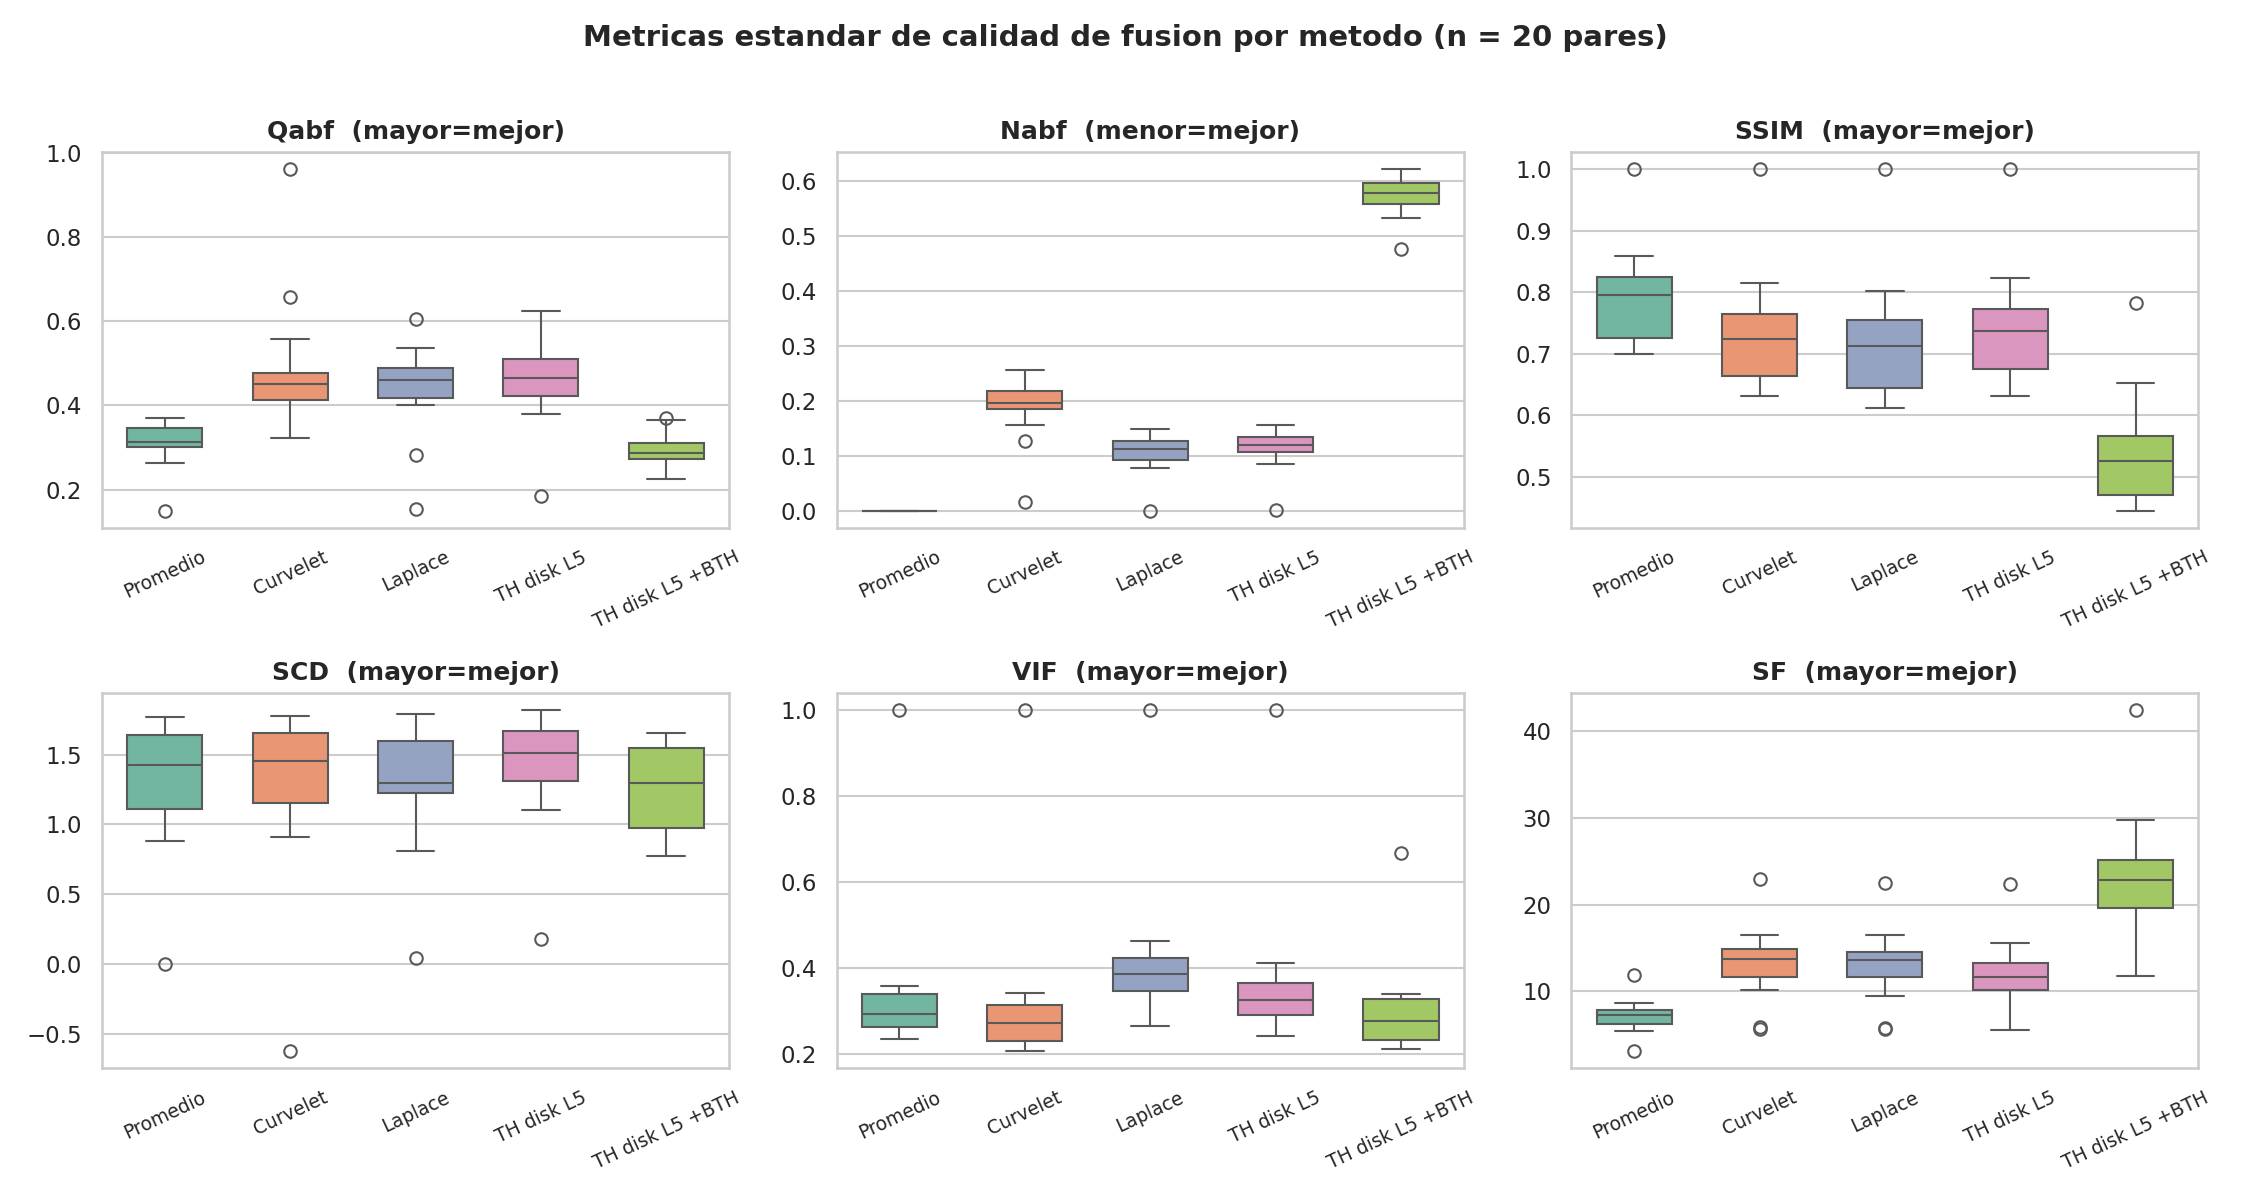 Metricas estandar de calidad de fusion por metodo (n = 20 pares)
Qabf  (mayor=mejor)
1.0
0.8
0.6
0.4
0.2
Promedio
Curvelet
Laplace
TH disk L5
TH disk L5 +BTH
Nabf  (menor=mejor)
0.6
0.5
0.4
0.3
0.2
0.1
0.0
Promedio
Curvelet
Laplace
TH disk L5
TH disk L5 +BTH
SSIM  (mayor=mejor)
1.0
0.9
0.8
0.7
0.6
0.5
Promedio
Curvelet
Laplace
TH disk L5
TH disk L5 +BTH
SCD  (mayor=mejor)
1.5
1.0
0.5
0.0
−0.5
Promedio
Curvelet
Laplace
TH disk L5
TH disk L5 +BTH
VIF  (mayor=mejor)
1.0
0.8
0.6
0.4
0.2
Promedio
Curvelet
Laplace
TH disk L5
TH disk L5 +BTH
SF  (mayor=mejor)
40
30
20
10
Promedio
Curvelet
Laplace
TH disk L5
TH disk L5 +BTH